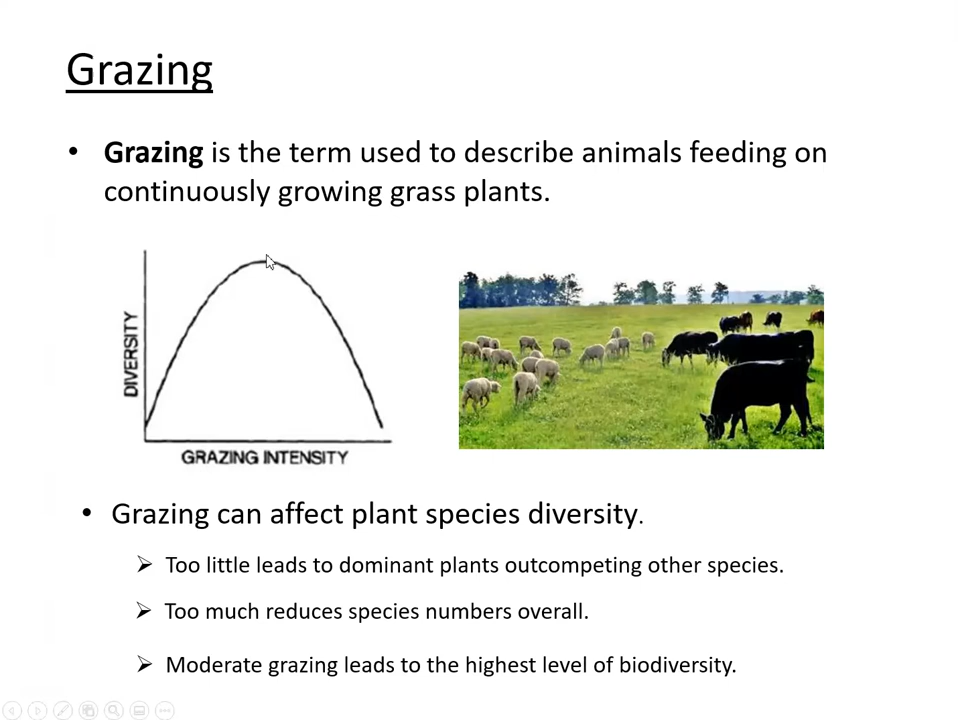 Grazing
• Grazing is the term used to describe animals feeding on
continuously growing grass plants.
DIVERSITY
GRAZING INTENSITY
• Grazing can affect plant species diversity.
➢ Too little leads to dominant plants outcompeting other species.
➢ Too much reduces species numbers overall.
➢ Moderate grazing leads to the highest level of biodiversity.